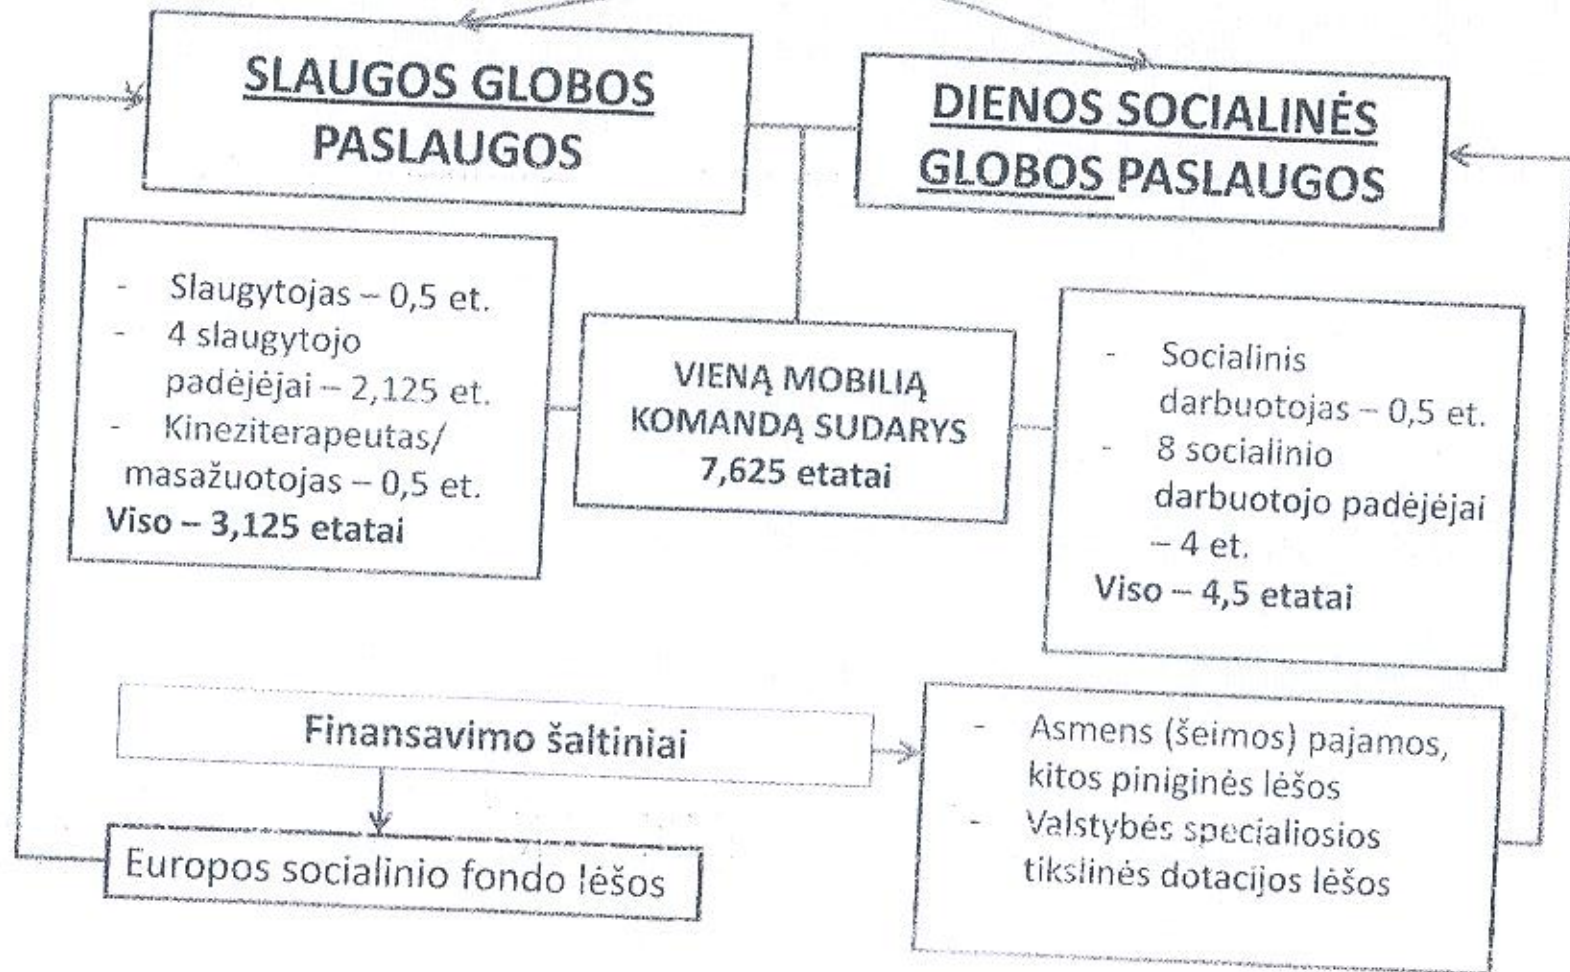 SLAUGOS GLOBOS
PASLAUGOS
DIENOS SOCIALINĖS
GLOBOS PASLAUGOS
- Slaugytojas – 0,5 et.
- 4 slaugytojo
padėjėjai – 2,125 et.
- Kineziterapeutas/
masažuotojas – 0,5 et.
Viso – 3,125 etatai
VIENĄ MOBILIĄ
KOMANDĄ SUDARYS
7,625 etatai
- Socialinis
darbuotojas – 0,5 et.
- 8 socialinio
darbuotojo padėjėjai
– 4 et.
Viso – 4,5 etatai
Finansavimo šaltiniai
Europos socialinio fondo lėšos
- Asmens (šeimos) pajamos,
kitos piniginės lėšos
- Valstybės specialiosios
tikslinės dotacijos lėšos